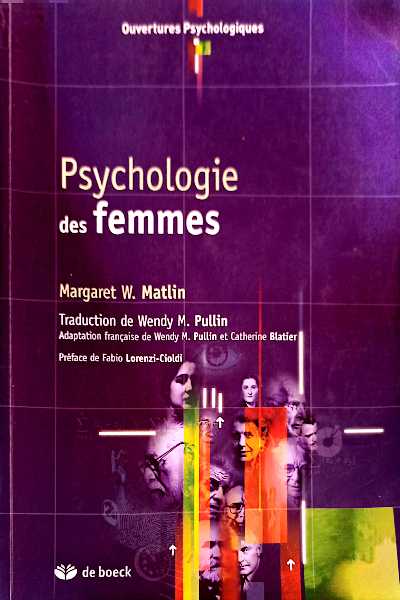 Ouvertures Psychologiques
Psychologie
des femmes
Margaret W. Matlin
Traduction de Wendy M. Pullin
Adaptation française de Wendy M. Pullin et Catherine Blatier
Préface de Fabio Lorenzi-Cioldi
de boeck